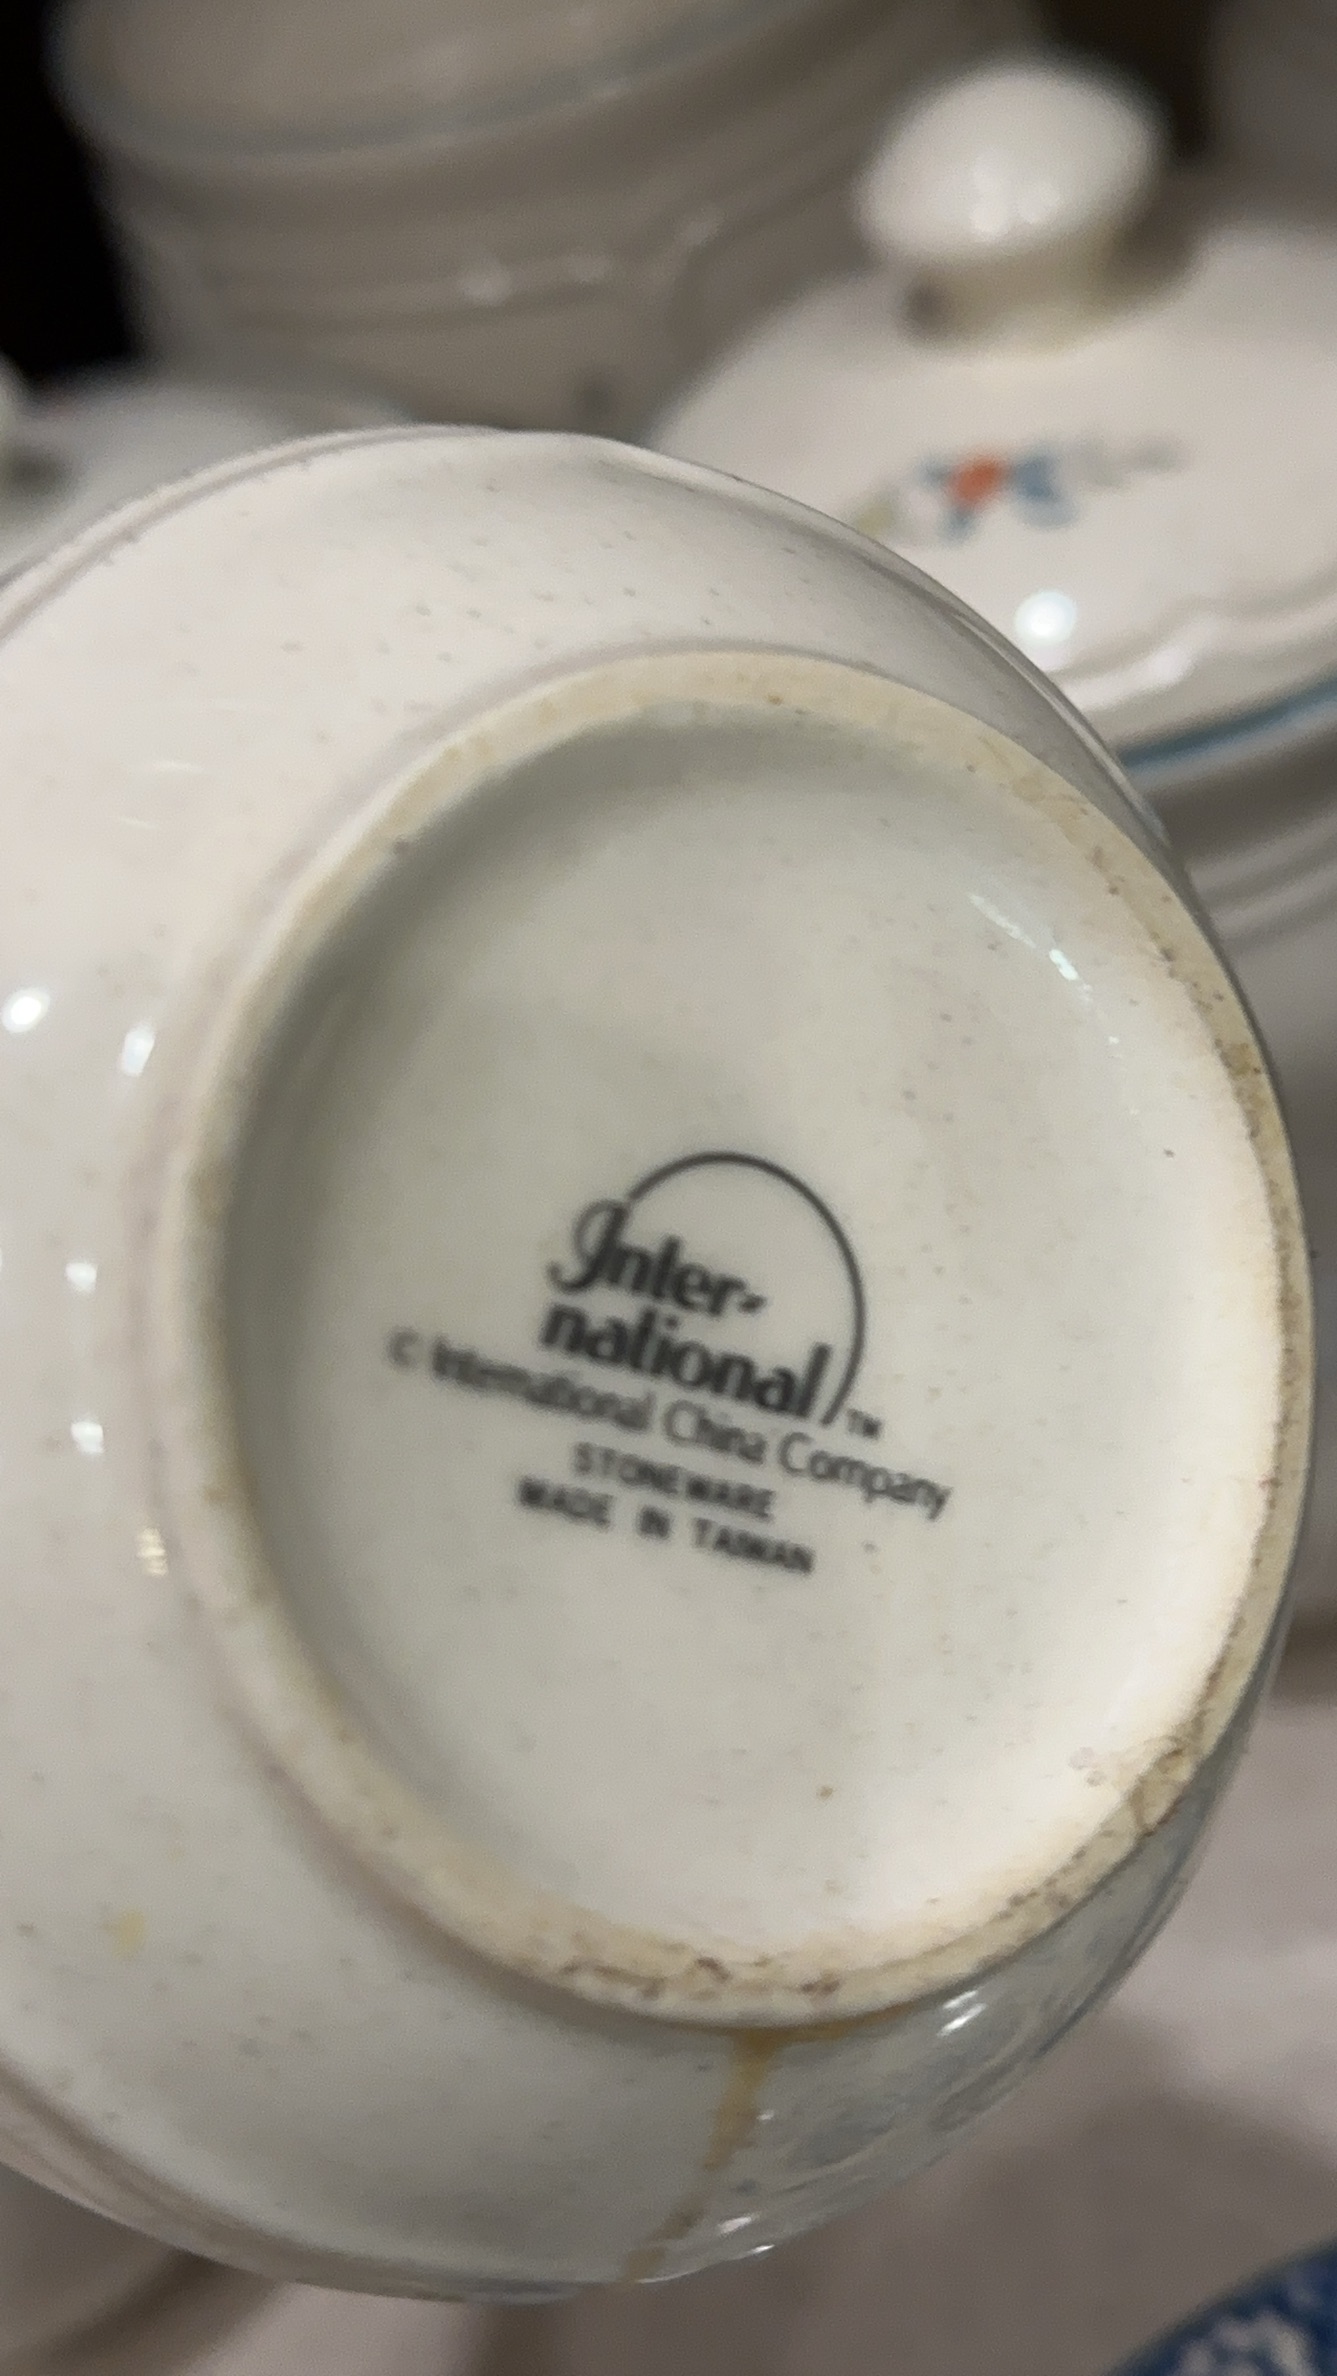 Inter-
national
TM
© International China Company
STONEWARE
MADE IN TAIWAN